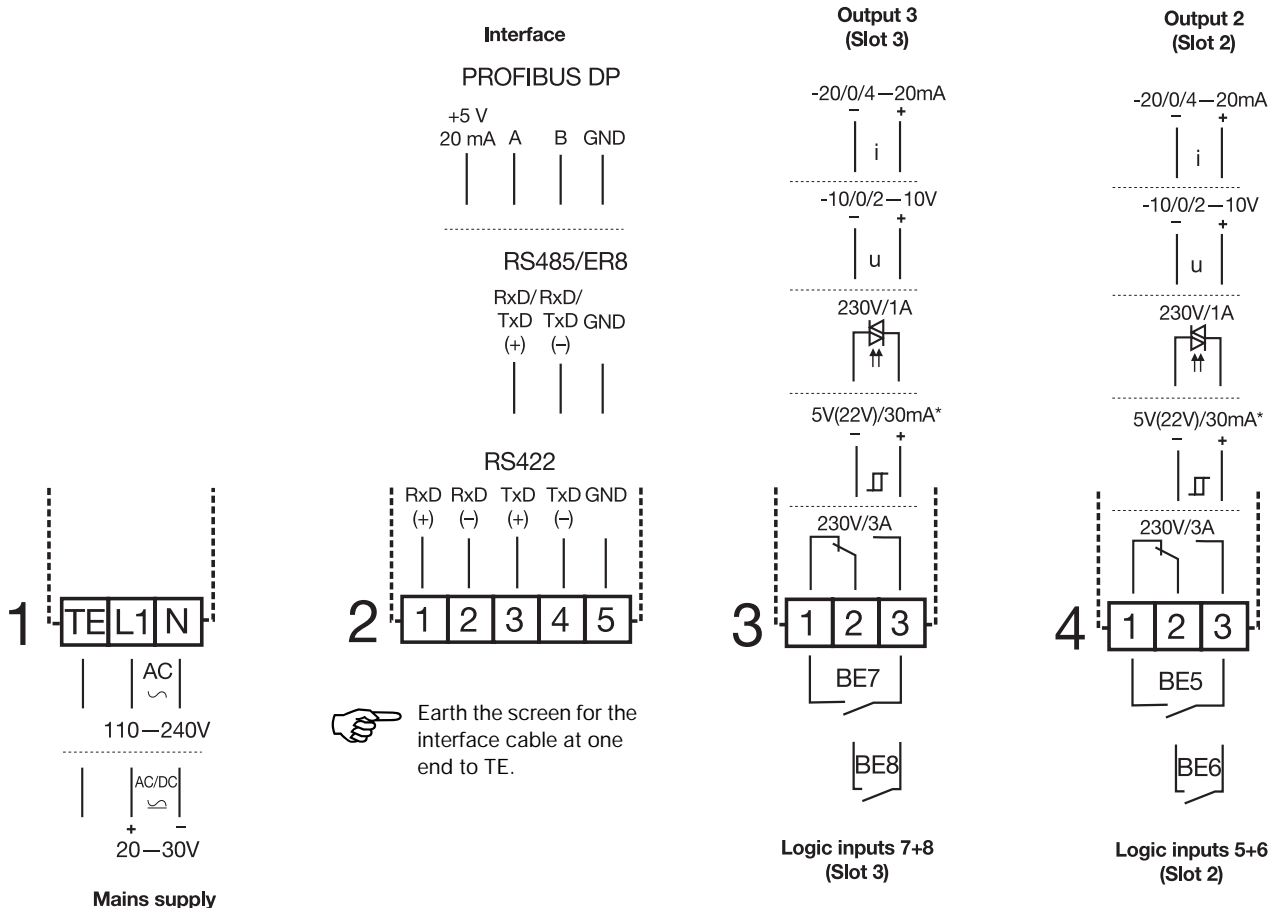 Interface
PROFIBUS DP
+5 V
20 mA A B GND
RS485/ER8
RxD/ RxD/
TxD TxD GND
(+) (−)
RS422
RxD RxD TxD TxD GND
(+) (−) (+) (−)
2 1 2 3 4 5
Earth the screen for the
interface cable at one
end to TE.
1 TE L1 N
AC
110—240V
AC/DC
+ −
20—30V
Mains supply
Output 3
(Slot 3)
-20/0/4—20mA
− +
i
-10/0/2—10V
− +
u
230V/1A
5V(22V)/30mA*
− +
230V/3A
3 1 2 3
BE7
BE8
Logic inputs 7+8
(Slot 3)
Output 2
(Slot 2)
-20/0/4—20mA
− +
i
-10/0/2—10V
− +
u
230V/1A
5V(22V)/30mA*
− +
230V/3A
4 1 2 3
BE5
BE6
Logic inputs 5+6
(Slot 2)